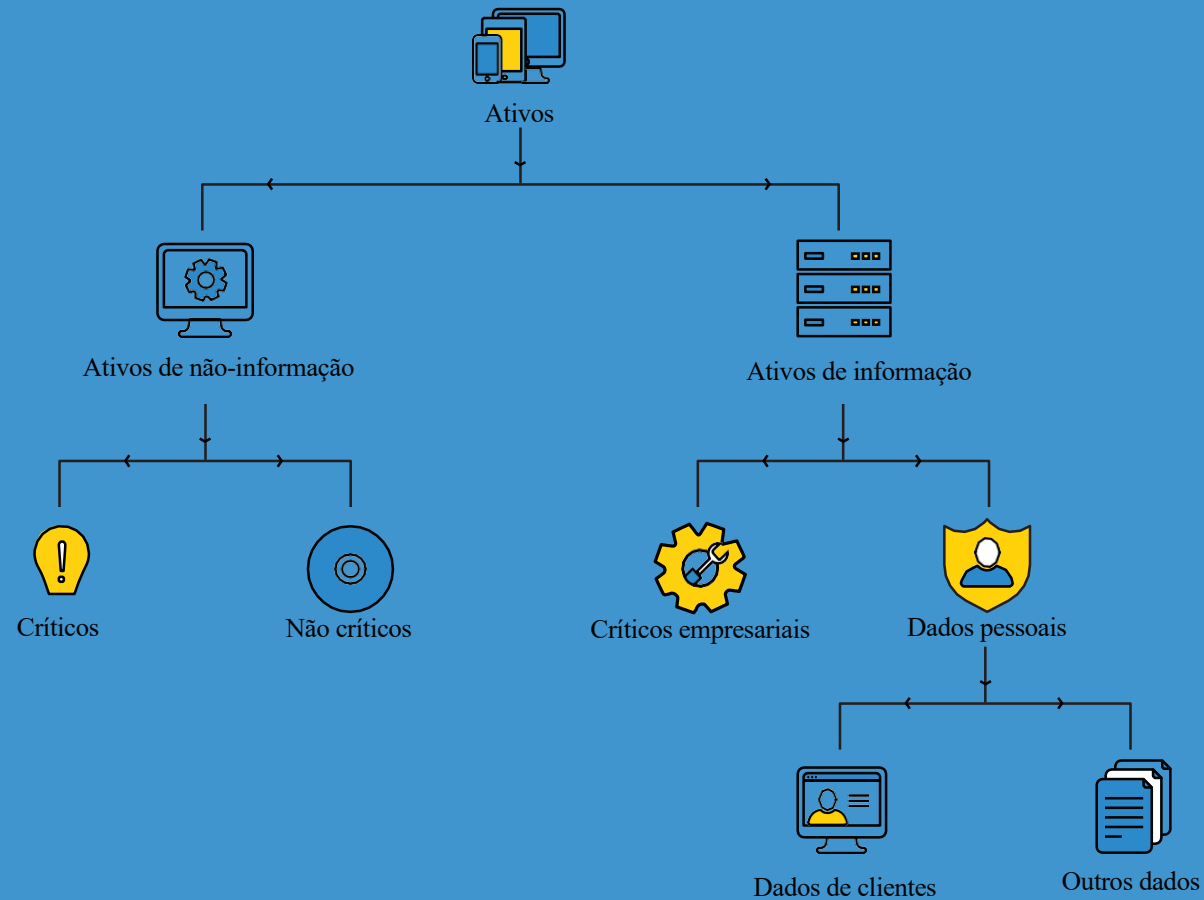 Ativos
Ativos de não-informação
Ativos de informação
Críticos
Não críticos
Críticos empresariais
Dados pessoais
Dados de clientes
Outros dados